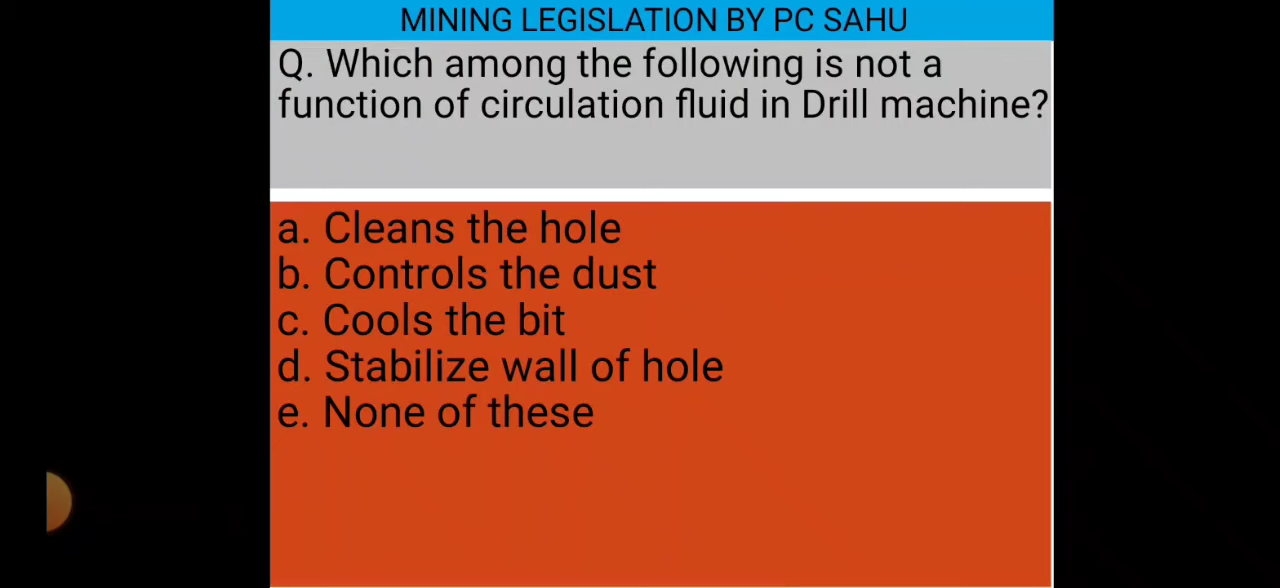 MINING LEGISLATION BY PC SAHU
Q. Which among the following is not a
function of circulation fluid in Drill machine?
a. Cleans the hole
b. Controls the dust
c. Cools the bit
d. Stabilize wall of hole
e. None of these